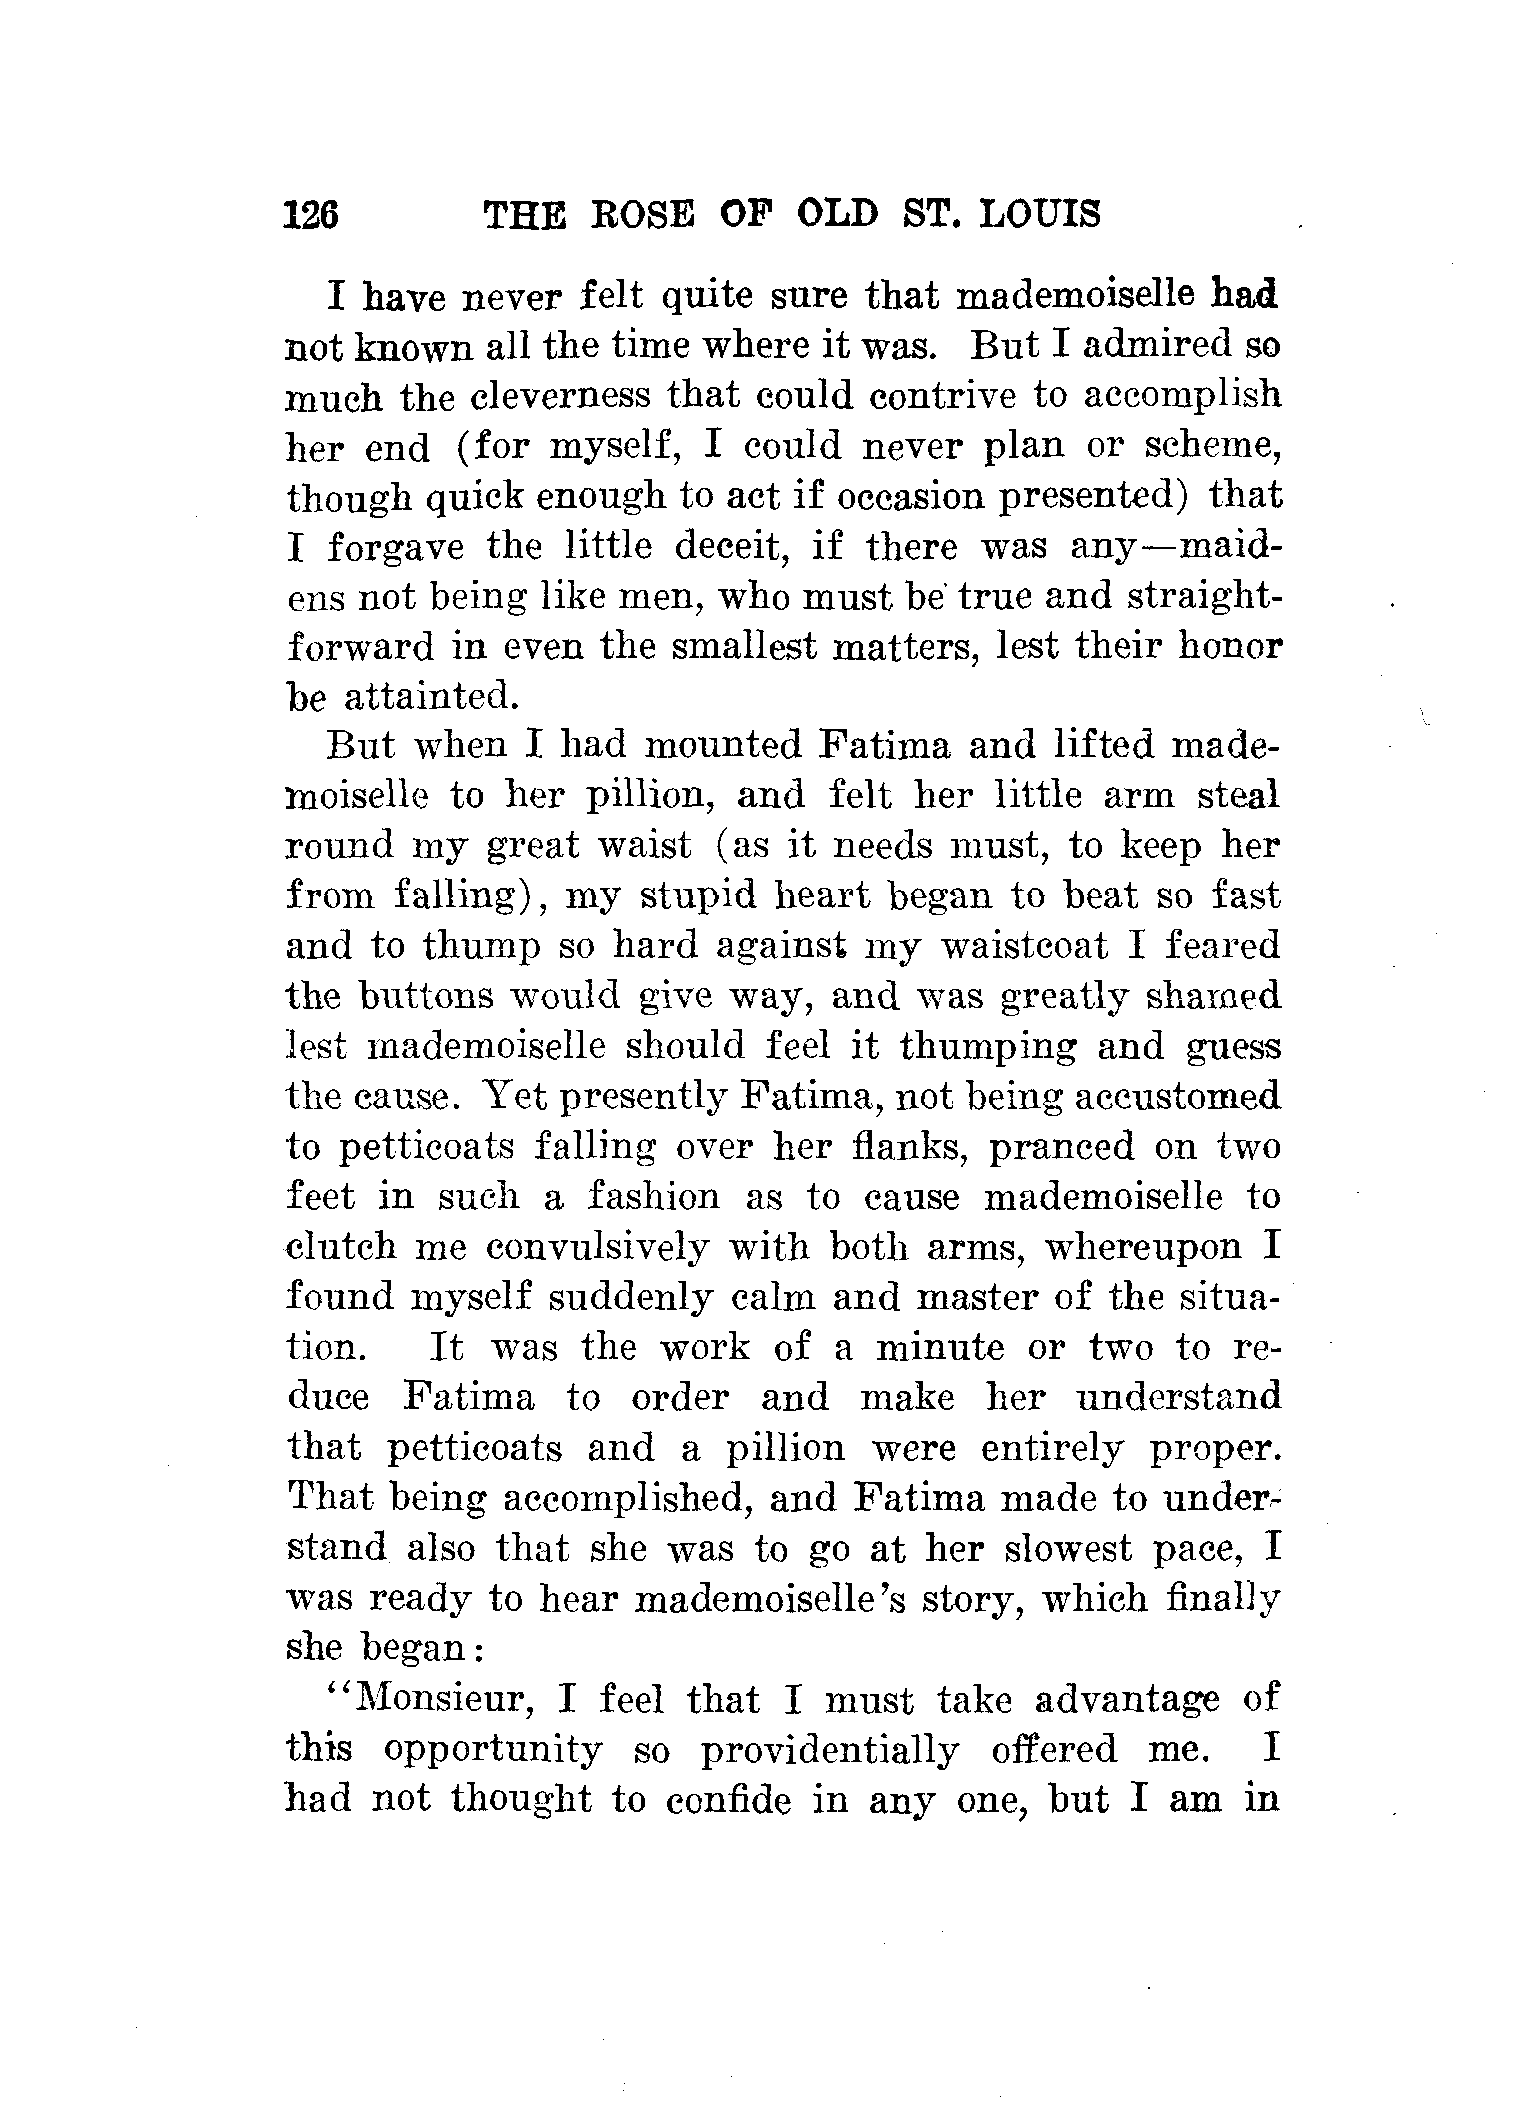 126 THE ROSE OF OLD ST. LOUIS
I have never felt quite sure that mademoiselle had
not known all the time where it was. But I admired so
much the cleverness that could contrive to accomplish
her end (for myself, I could never plan or scheme,
though quick enough to act if occasion presented) that
I forgave the little deceit, if there was any—maid-
ens not being like men, who must be true and straight-
forward in even the smallest matters, lest their honor
be attainted.
But when I had mounted Fatima and lifted made-
moiselle to her pillion, and felt her little arm steal
round my great waist (as it needs must, to keep her
from falling), my stupid heart began to beat so fast
and to thump so hard against my waistcoat I feared
the buttons would give way, and was greatly shamed
lest mademoiselle should feel it thumping and guess
the cause. Yet presently Fatima, not being accustomed
to petticoats falling over her flanks, pranced on two
feet in such a fashion as to cause mademoiselle to
clutch me convulsively with both arms, whereupon I
found myself suddenly calm and master of the situa-
tion. It was the work of a minute or two to re-
duce Fatima to order and make her understand
that petticoats and a pillion were entirely proper.
That being accomplished, and Fatima made to under-
stand also that she was to go at her slowest pace, I
was ready to hear mademoiselle's story, which finally
she began:
"Monsieur, I feel that I must take advantage of
this opportunity so providentially offered me. I
had not thought to confide in any one, but I am in